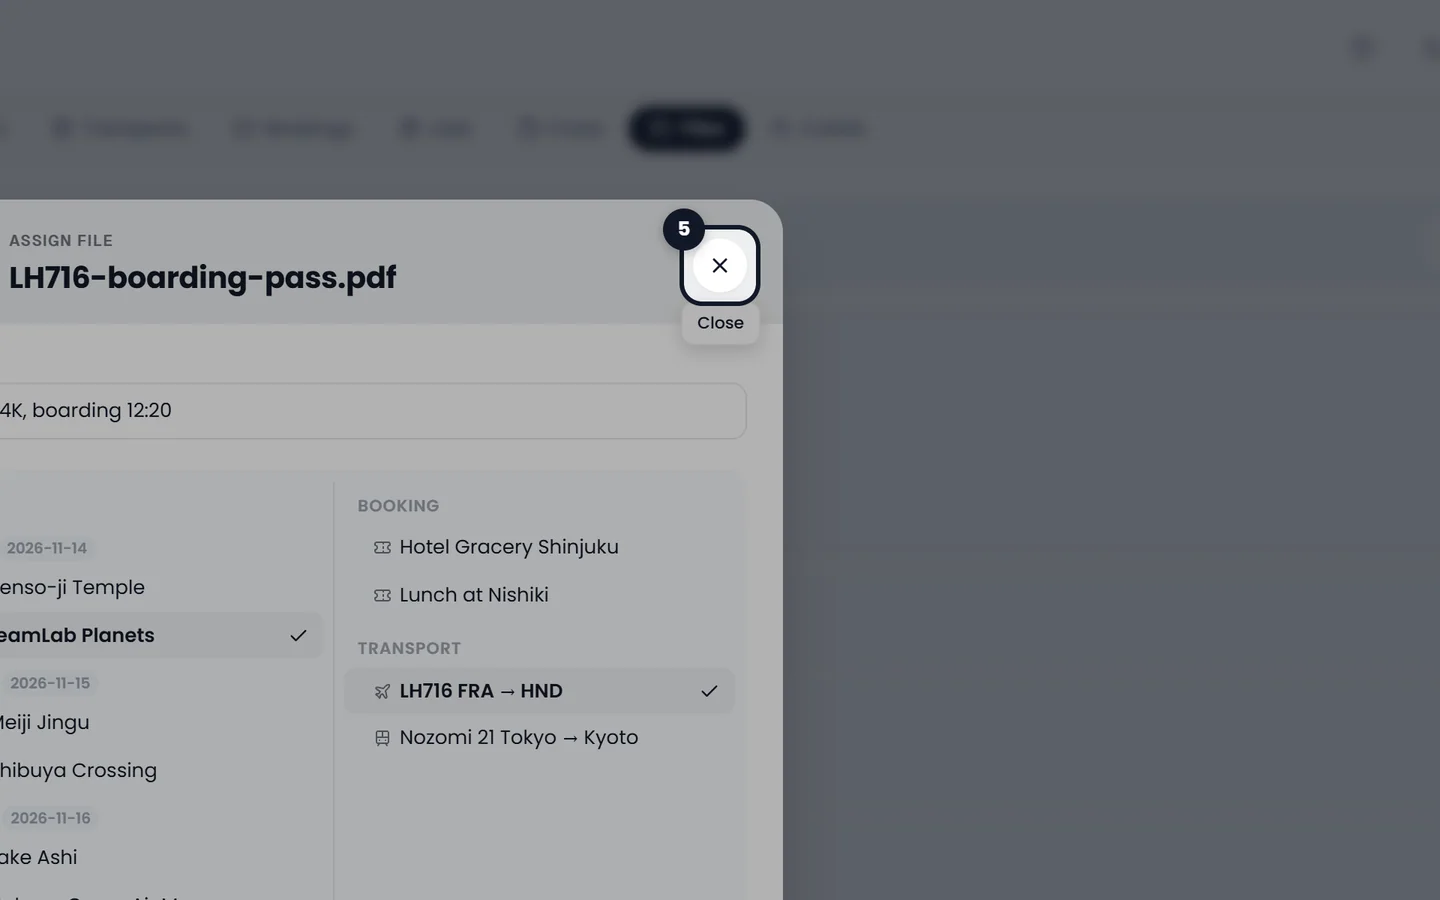 ASSIGN FILE
LH716-boarding-pass.pdf
5
Close
4K, boarding 12:20
2026-11-14
enso-ji Temple
eamLab Planets
2026-11-15
Meiji Jingu
hibuya Crossing
2026-11-16
ake Ashi
BOOKING
Hotel Gracery Shinjuku
Lunch at Nishiki
TRANSPORT
LH716 FRA → HND
Nozomi 21 Tokyo → Kyoto